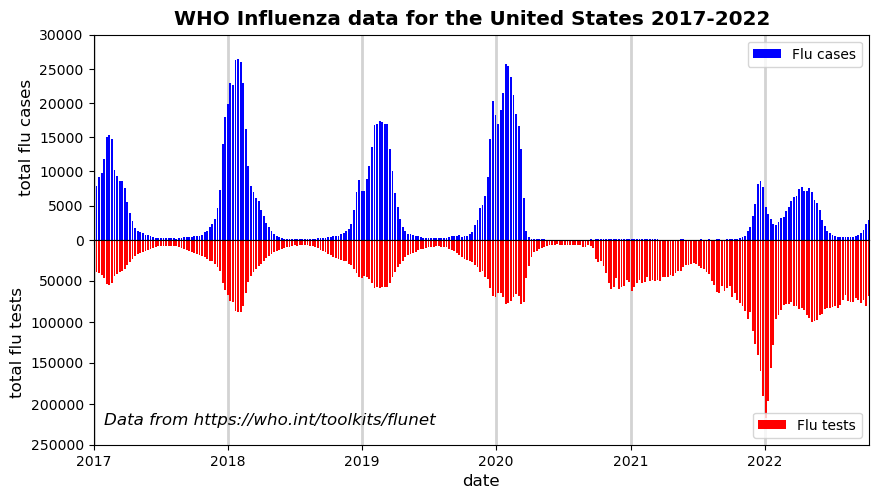 WHO Influenza data for the United States 2017-2022
30000
25000
20000
15000
10000
5000
0
50000
100000
150000
200000
250000
total flu cases
total flu tests
Flu cases
Flu tests
Data from https://who.int/toolkits/flunet
2017 2018 2019 2020 2021 2022
date